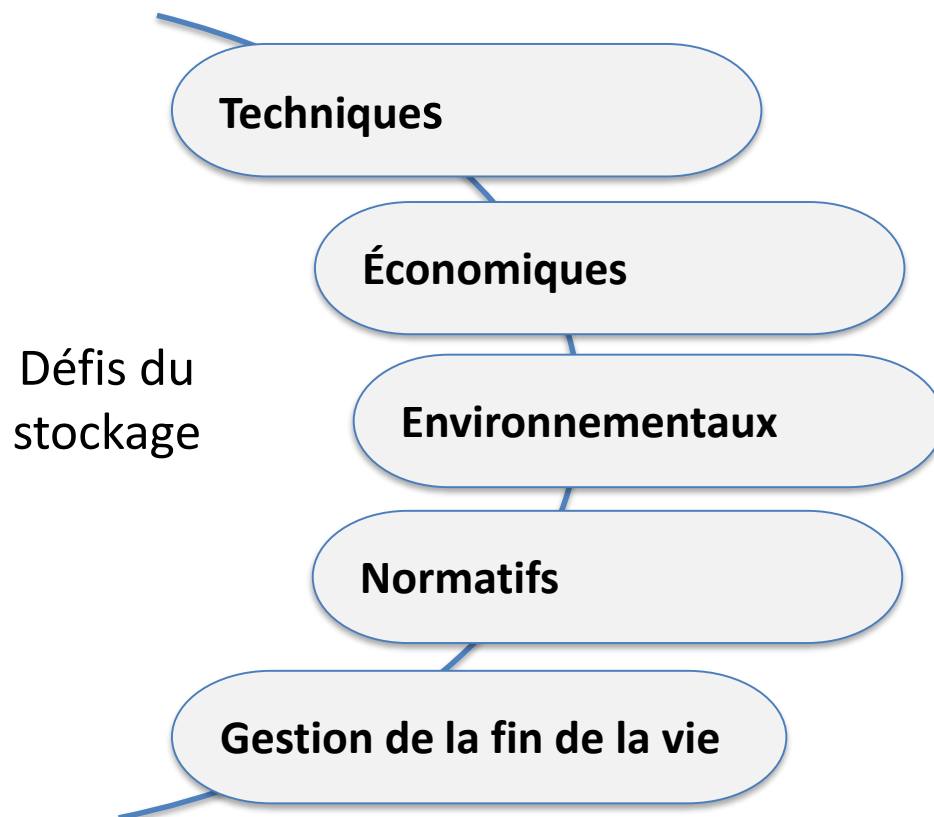 Techniques
Économiques
Défis du
stockage
Environnementaux
Normatifs
Gestion de la fin de la vie